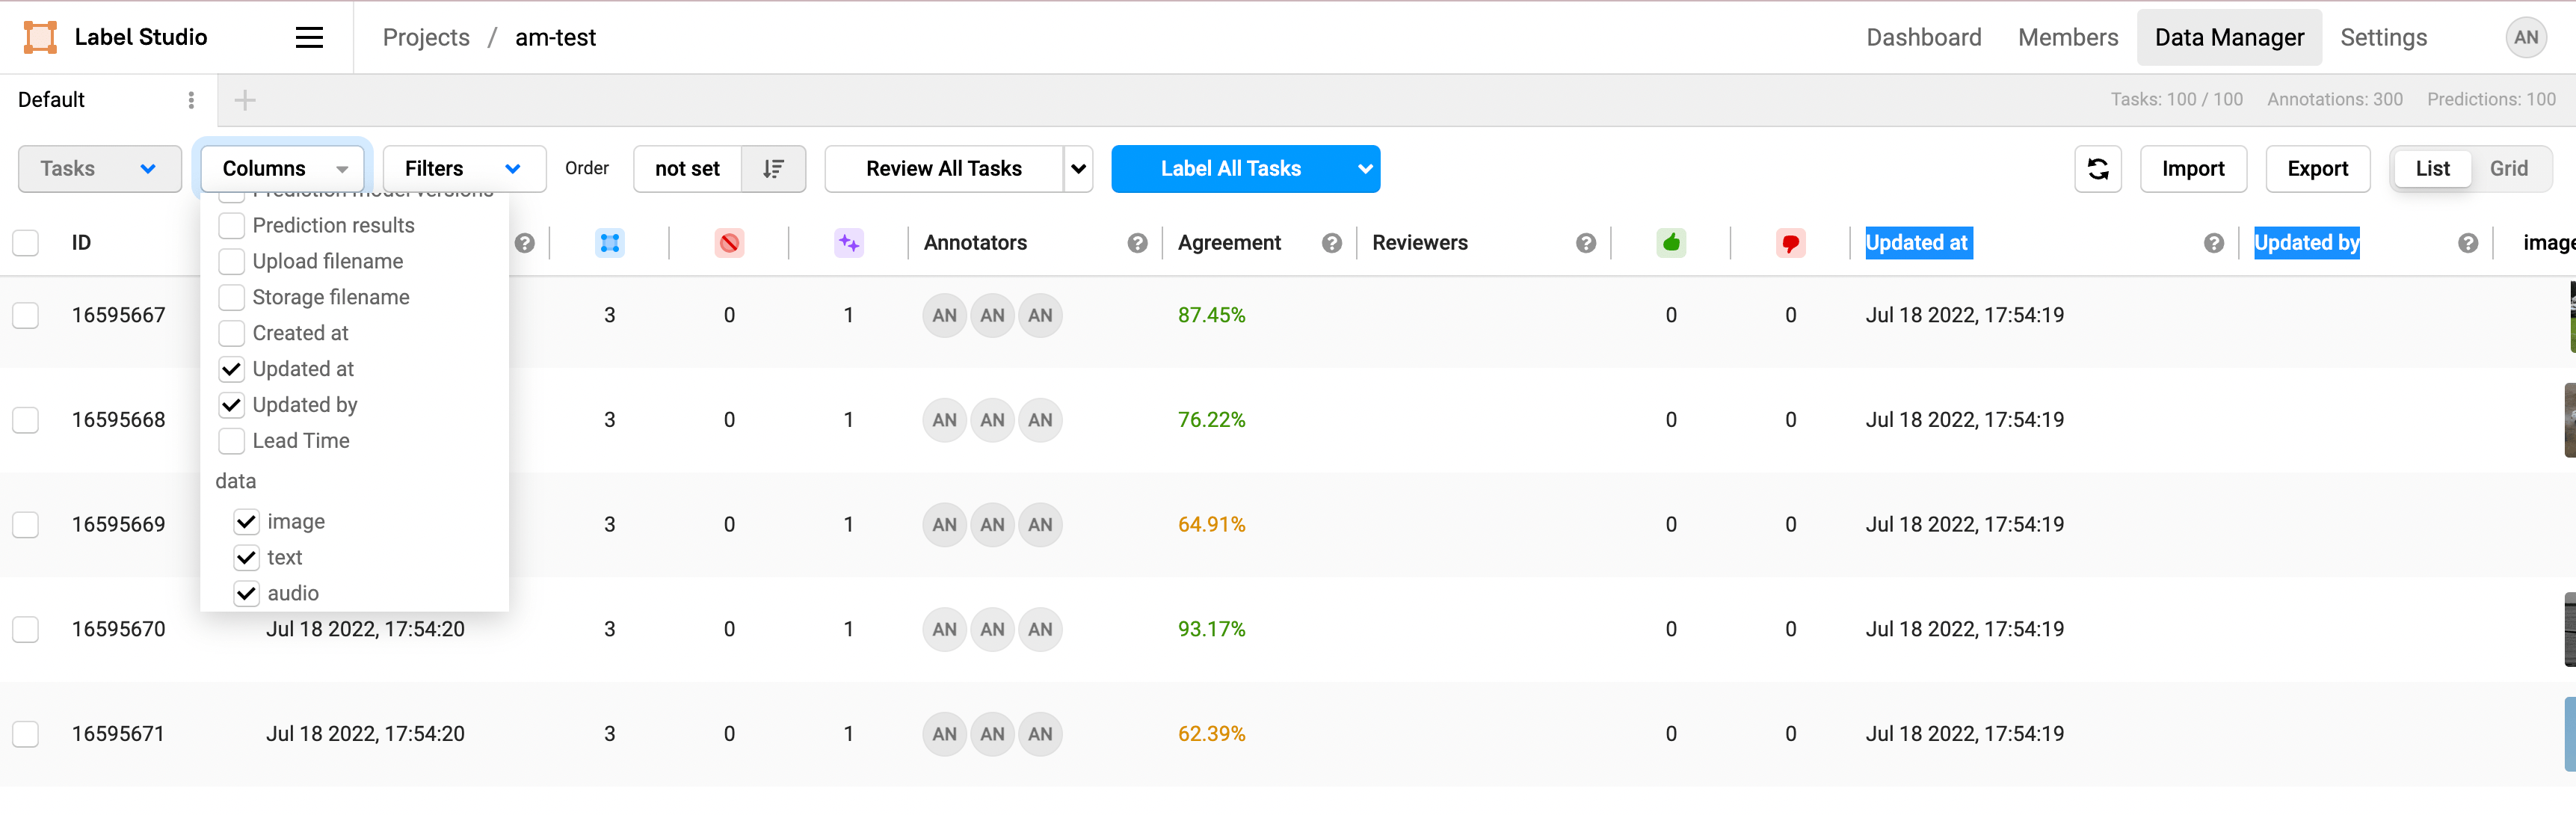 Label Studio
Projects / am-test
Dashboard Members Data Manager Settings AN
Default
Tasks: 100 / 100 Annotations: 300 Predictions: 100
Tasks Columns Filters Order not set Review All Tasks Label All Tasks Import Export List Grid
Prediction model versions
Prediction results
Upload filename
Storage filename
Created at
Updated at
Updated by
Lead Time
data
image
text
audio
ID Annotators Agreement Reviewers Updated at Updated by image
16595667 3 0 1 AN AN AN 87.45% 0 0 Jul 18 2022, 17:54:19
16595668 3 0 1 AN AN AN 76.22% 0 0 Jul 18 2022, 17:54:19
16595669 3 0 1 AN AN AN 64.91% 0 0 Jul 18 2022, 17:54:19
16595670 Jul 18 2022, 17:54:20 3 0 1 AN AN AN 93.17% 0 0 Jul 18 2022, 17:54:19
16595671 Jul 18 2022, 17:54:20 3 0 1 AN AN AN 62.39% 0 0 Jul 18 2022, 17:54:19